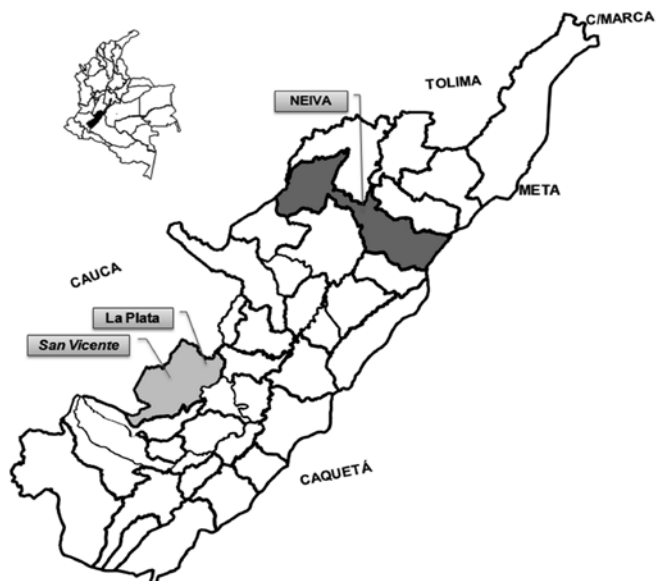 C/MARCA
TOLIMA
NEIVA
META
CAUCA
La Plata
San Vicente
CAQUETÁ